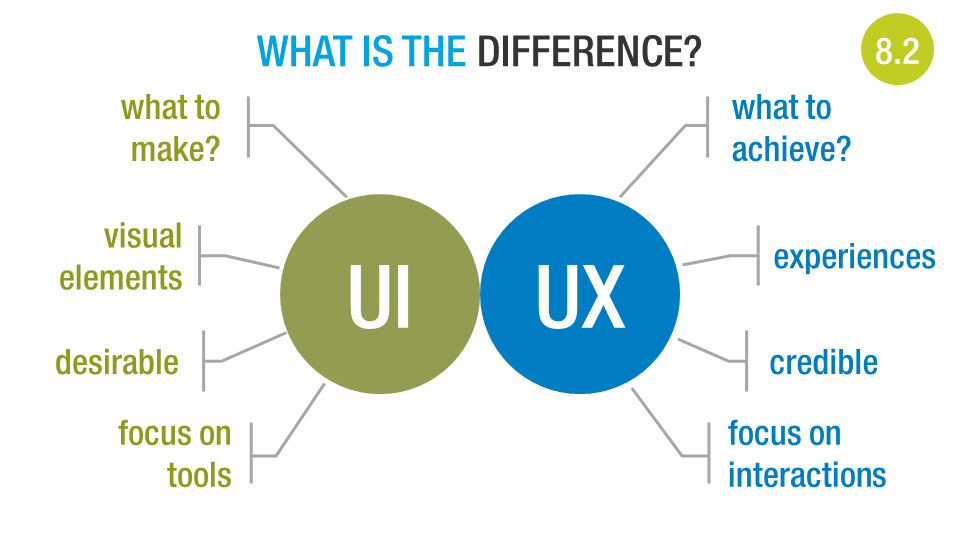 WHAT IS THE DIFFERENCE?
8.2
what to
make?
visual
elements
desirable
focus on
tools
UI
UX
what to
achieve?
experiences
credible
focus on
interactions